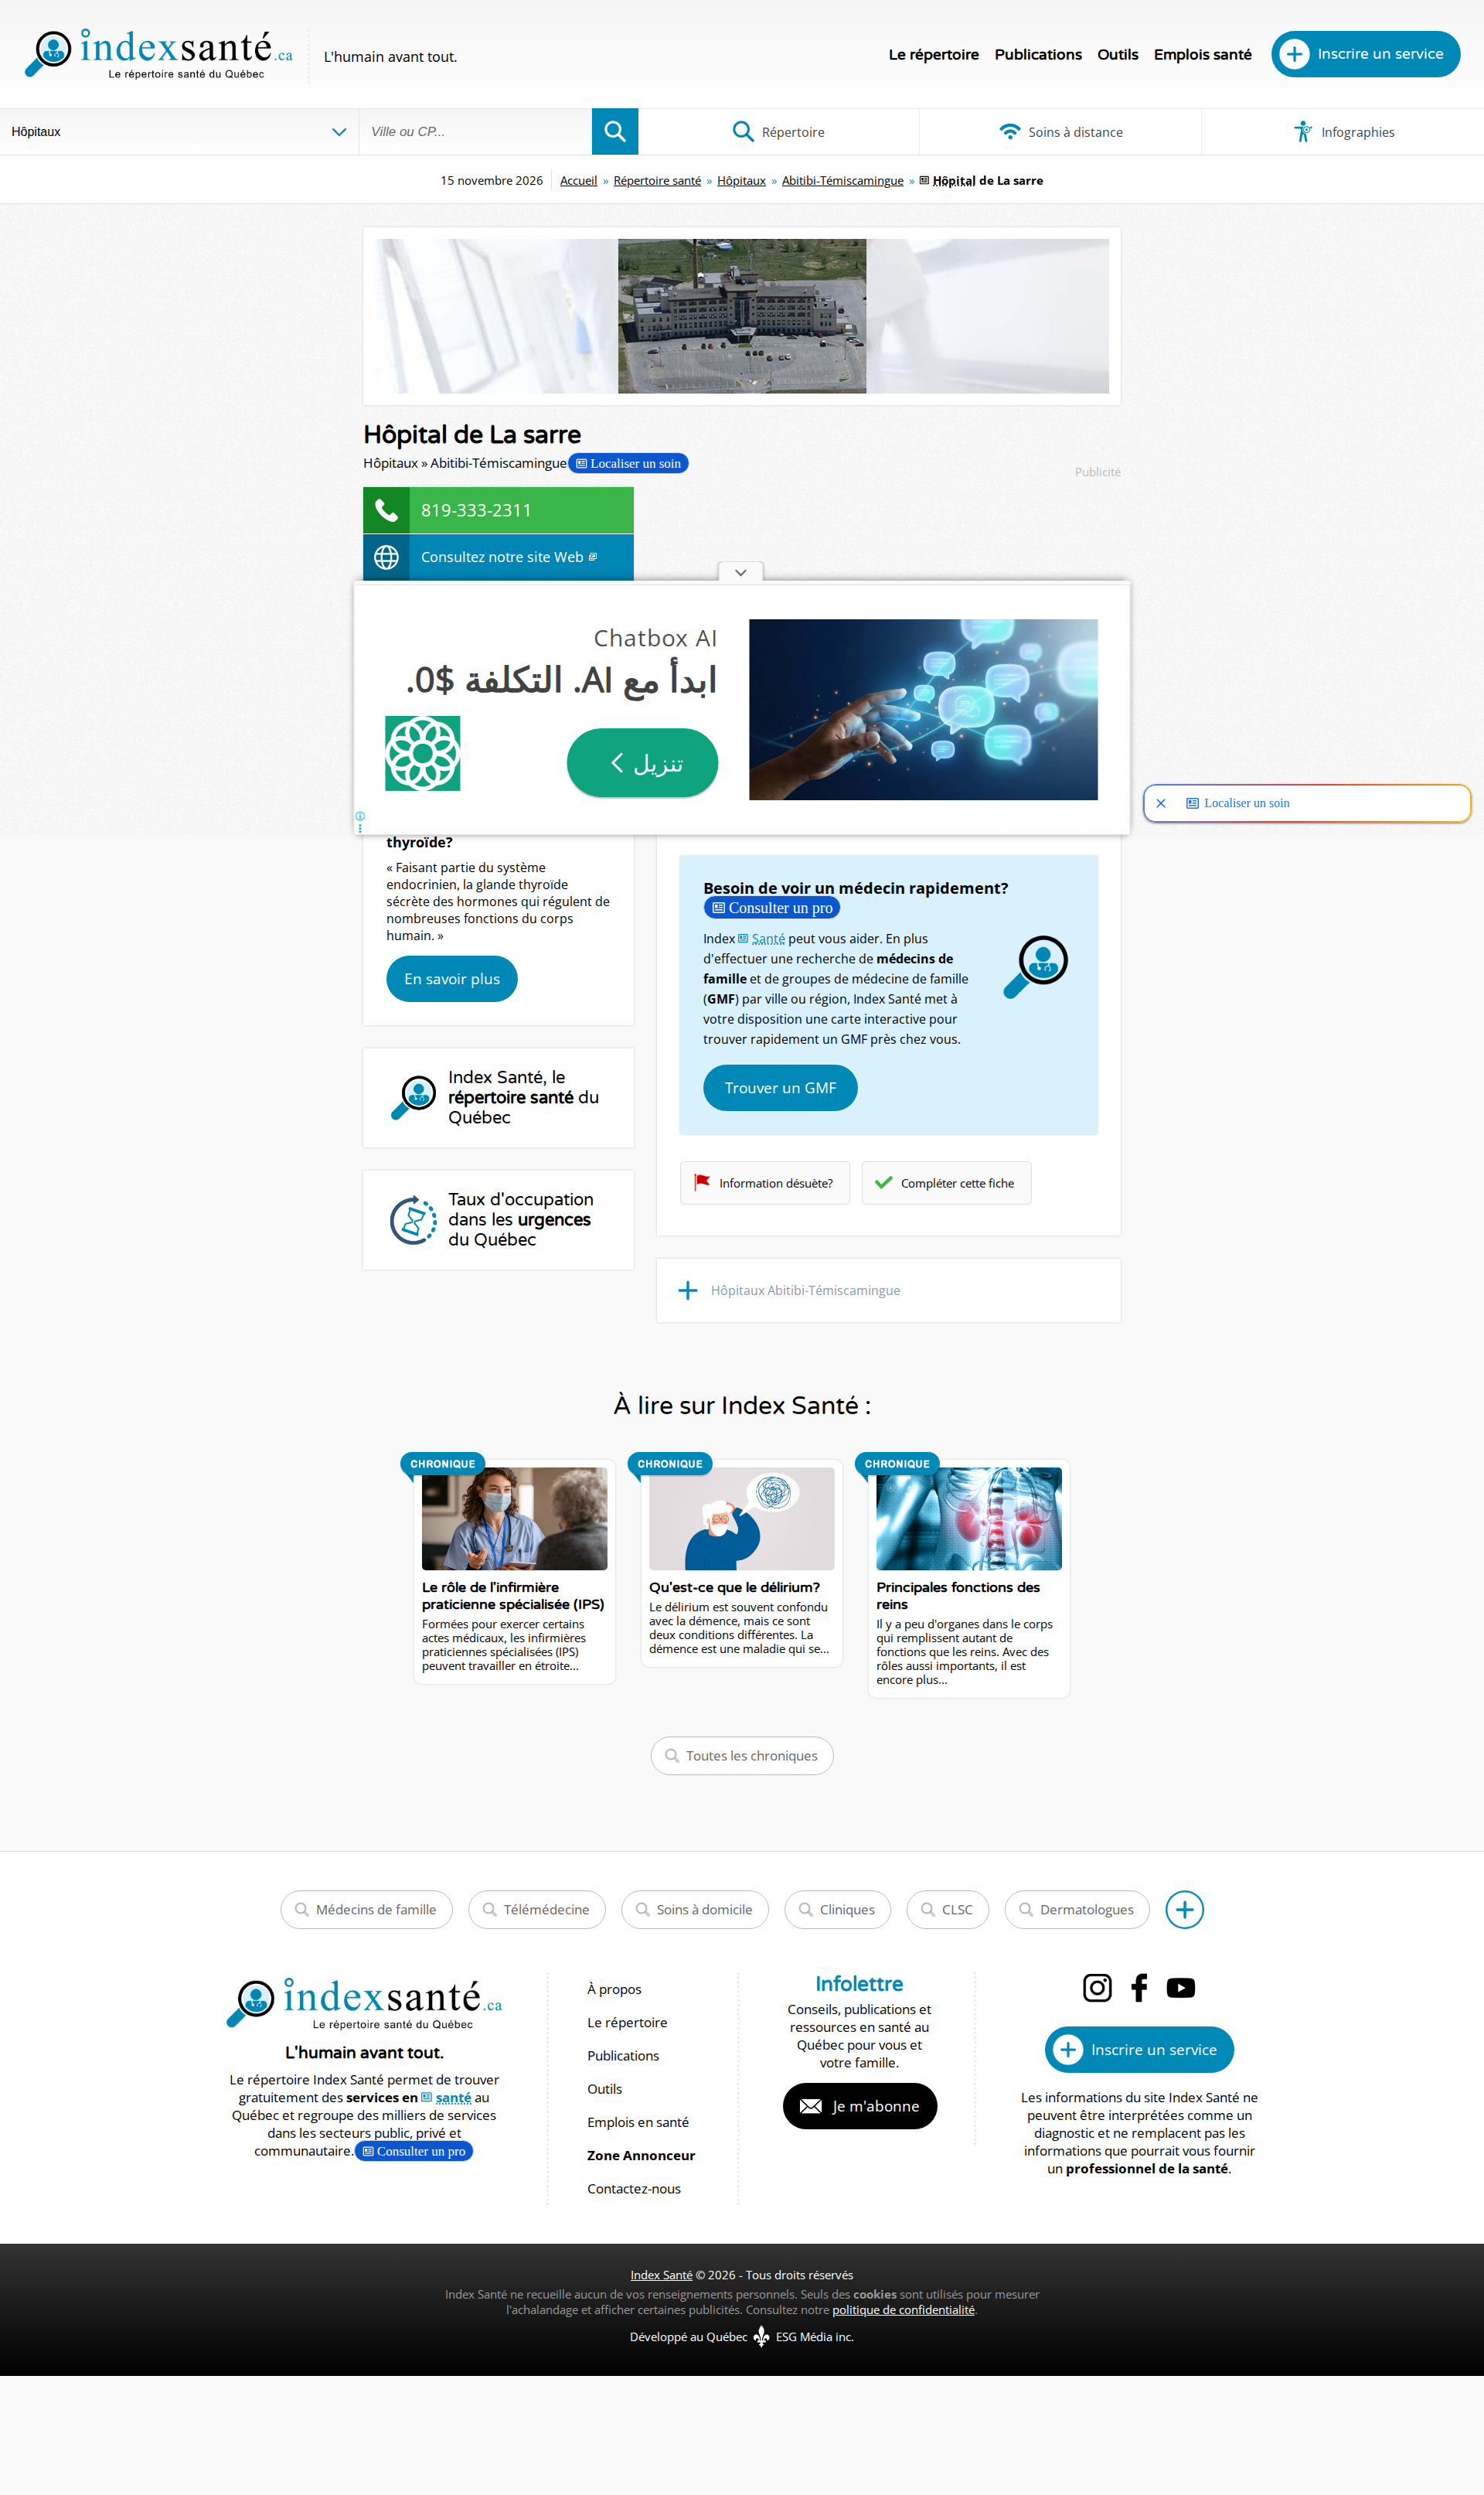 indexsanté.ca
Le répertoire santé du Québec
L'humain avant tout.
Le répertoire
Publications
Outils
Emplois santé
Inscrire un service
Hôpitaux
Ville ou CP...
Répertoire
Soins à distance
Infographies
15 novembre 2026
Accueil » Répertoire santé » Hôpitaux » Abitibi-Témiscamingue » Hôpital de La sarre
Hôpital de La sarre
Hôpitaux » Abitibi-Témiscamingue Localiser un soin
Publicité
819-333-2311
Consultez notre site Web
Chatbox AI
ابدأ مع AI. التكلفة $0.
تنزيل
Localiser un soin
thyroïde?
« Faisant partie du système
endocrinien, la glande thyroïde
sécrète des hormones qui régulent de
nombreuses fonctions du corps
humain. »
En savoir plus
Index Santé, le
répertoire santé du
Québec
Taux d'occupation
dans les urgences
du Québec
Besoin de voir un médecin rapidement?
Consulter un pro
Index Santé peut vous aider. En plus
d'effectuer une recherche de médecins de
famille et de groupes de médecine de famille
(GMF) par ville ou région, Index Santé met à
votre disposition une carte interactive pour
trouver rapidement un GMF près chez vous.
Trouver un GMF
Information désuète?
Compléter cette fiche
Hôpitaux Abitibi-Témiscamingue
À lire sur Index Santé :
CHRONIQUE
Le rôle de l'infirmière
praticienne spécialisée (IPS)
Formées pour exercer certains
actes médicaux, les infirmières
praticiennes spécialisées (IPS)
peuvent travailler en étroite...
CHRONIQUE
Qu'est-ce que le délirium?
Le délirium est souvent confondu
avec la démence, mais ce sont
deux conditions différentes. La
démence est une maladie qui se...
CHRONIQUE
Principales fonctions des
reins
Il y a peu d'organes dans le corps
qui remplissent autant de
fonctions que les reins. Avec des
rôles aussi importants, il est
encore plus...
Toutes les chroniques
Médecins de famille
Télémédecine
Soins à domicile
Cliniques
CLSC
Dermatologues
indexsanté.ca
Le répertoire santé du Québec
L'humain avant tout.
Le répertoire Index Santé permet de trouver
gratuitement des services en santé au
Québec et regroupe des milliers de services
dans les secteurs public, privé et
communautaire. Consulter un pro
À propos
Le répertoire
Publications
Outils
Emplois en santé
Zone Annonceur
Contactez-nous
Infolettre
Conseils, publications et
ressources en santé au
Québec pour vous et
votre famille.
Je m'abonne
Inscrire un service
Les informations du site Index Santé ne
peuvent être interprétées comme un
diagnostic et ne remplacent pas les
informations que pourrait vous fournir
un professionnel de la santé.
Index Santé © 2026 - Tous droits réservés
Index Santé ne recueille aucun de vos renseignements personnels. Seuls des cookies sont utilisés pour mesurer
l'achalandage et afficher certaines publicités. Consultez notre politique de confidentialité.
Développé au Québec ESG Média inc.